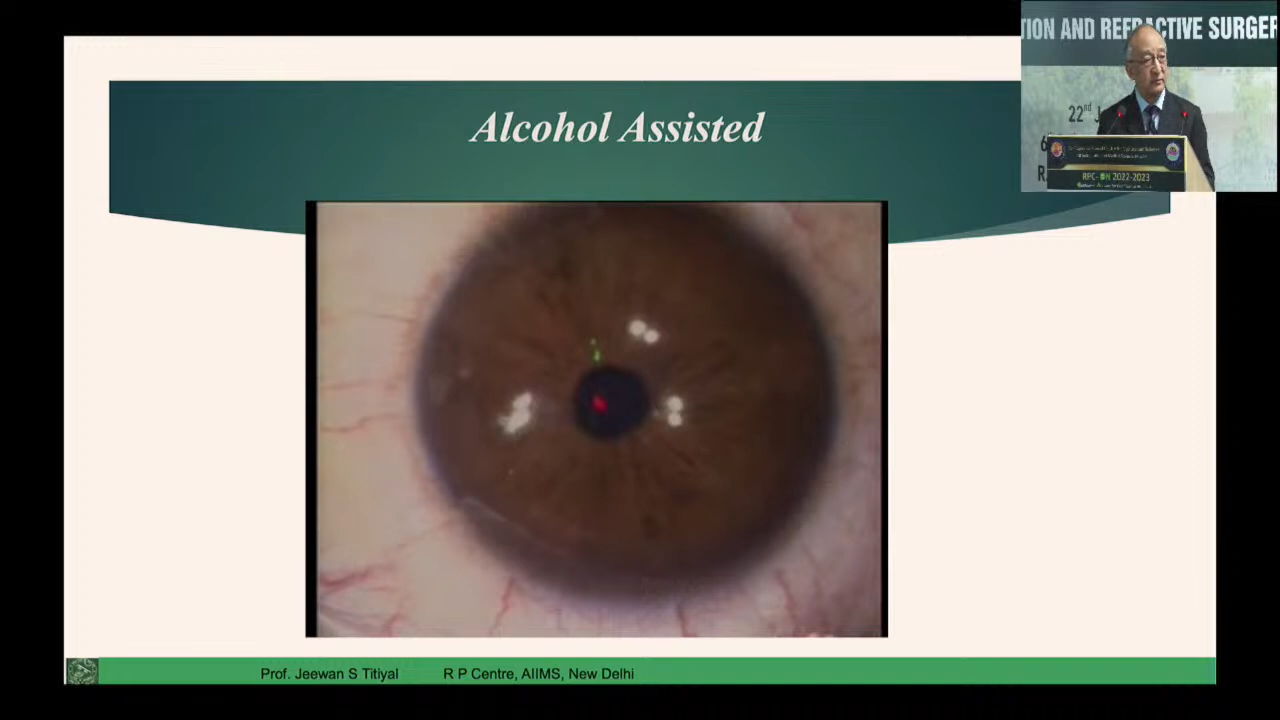 Alcohol Assisted
TION AND REFRACTIVE SURGER
22nd J
RPC- 2022-2023
Prof. Jeewan S Titiyal R P Centre, AIIMS, New Delhi